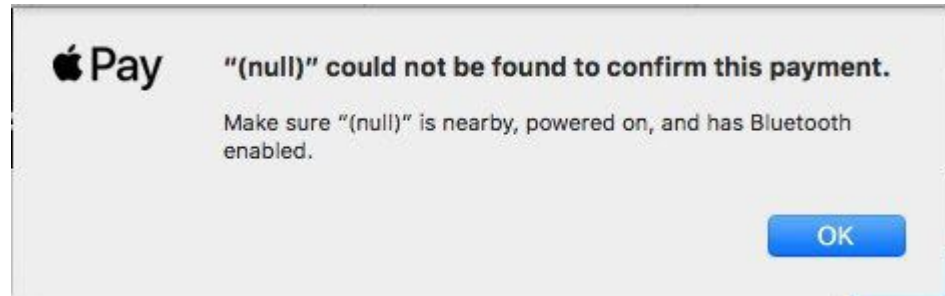 Pay
“(null)” could not be found to confirm this payment.
Make sure “(null)” is nearby, powered on, and has Bluetooth
enabled.
OK